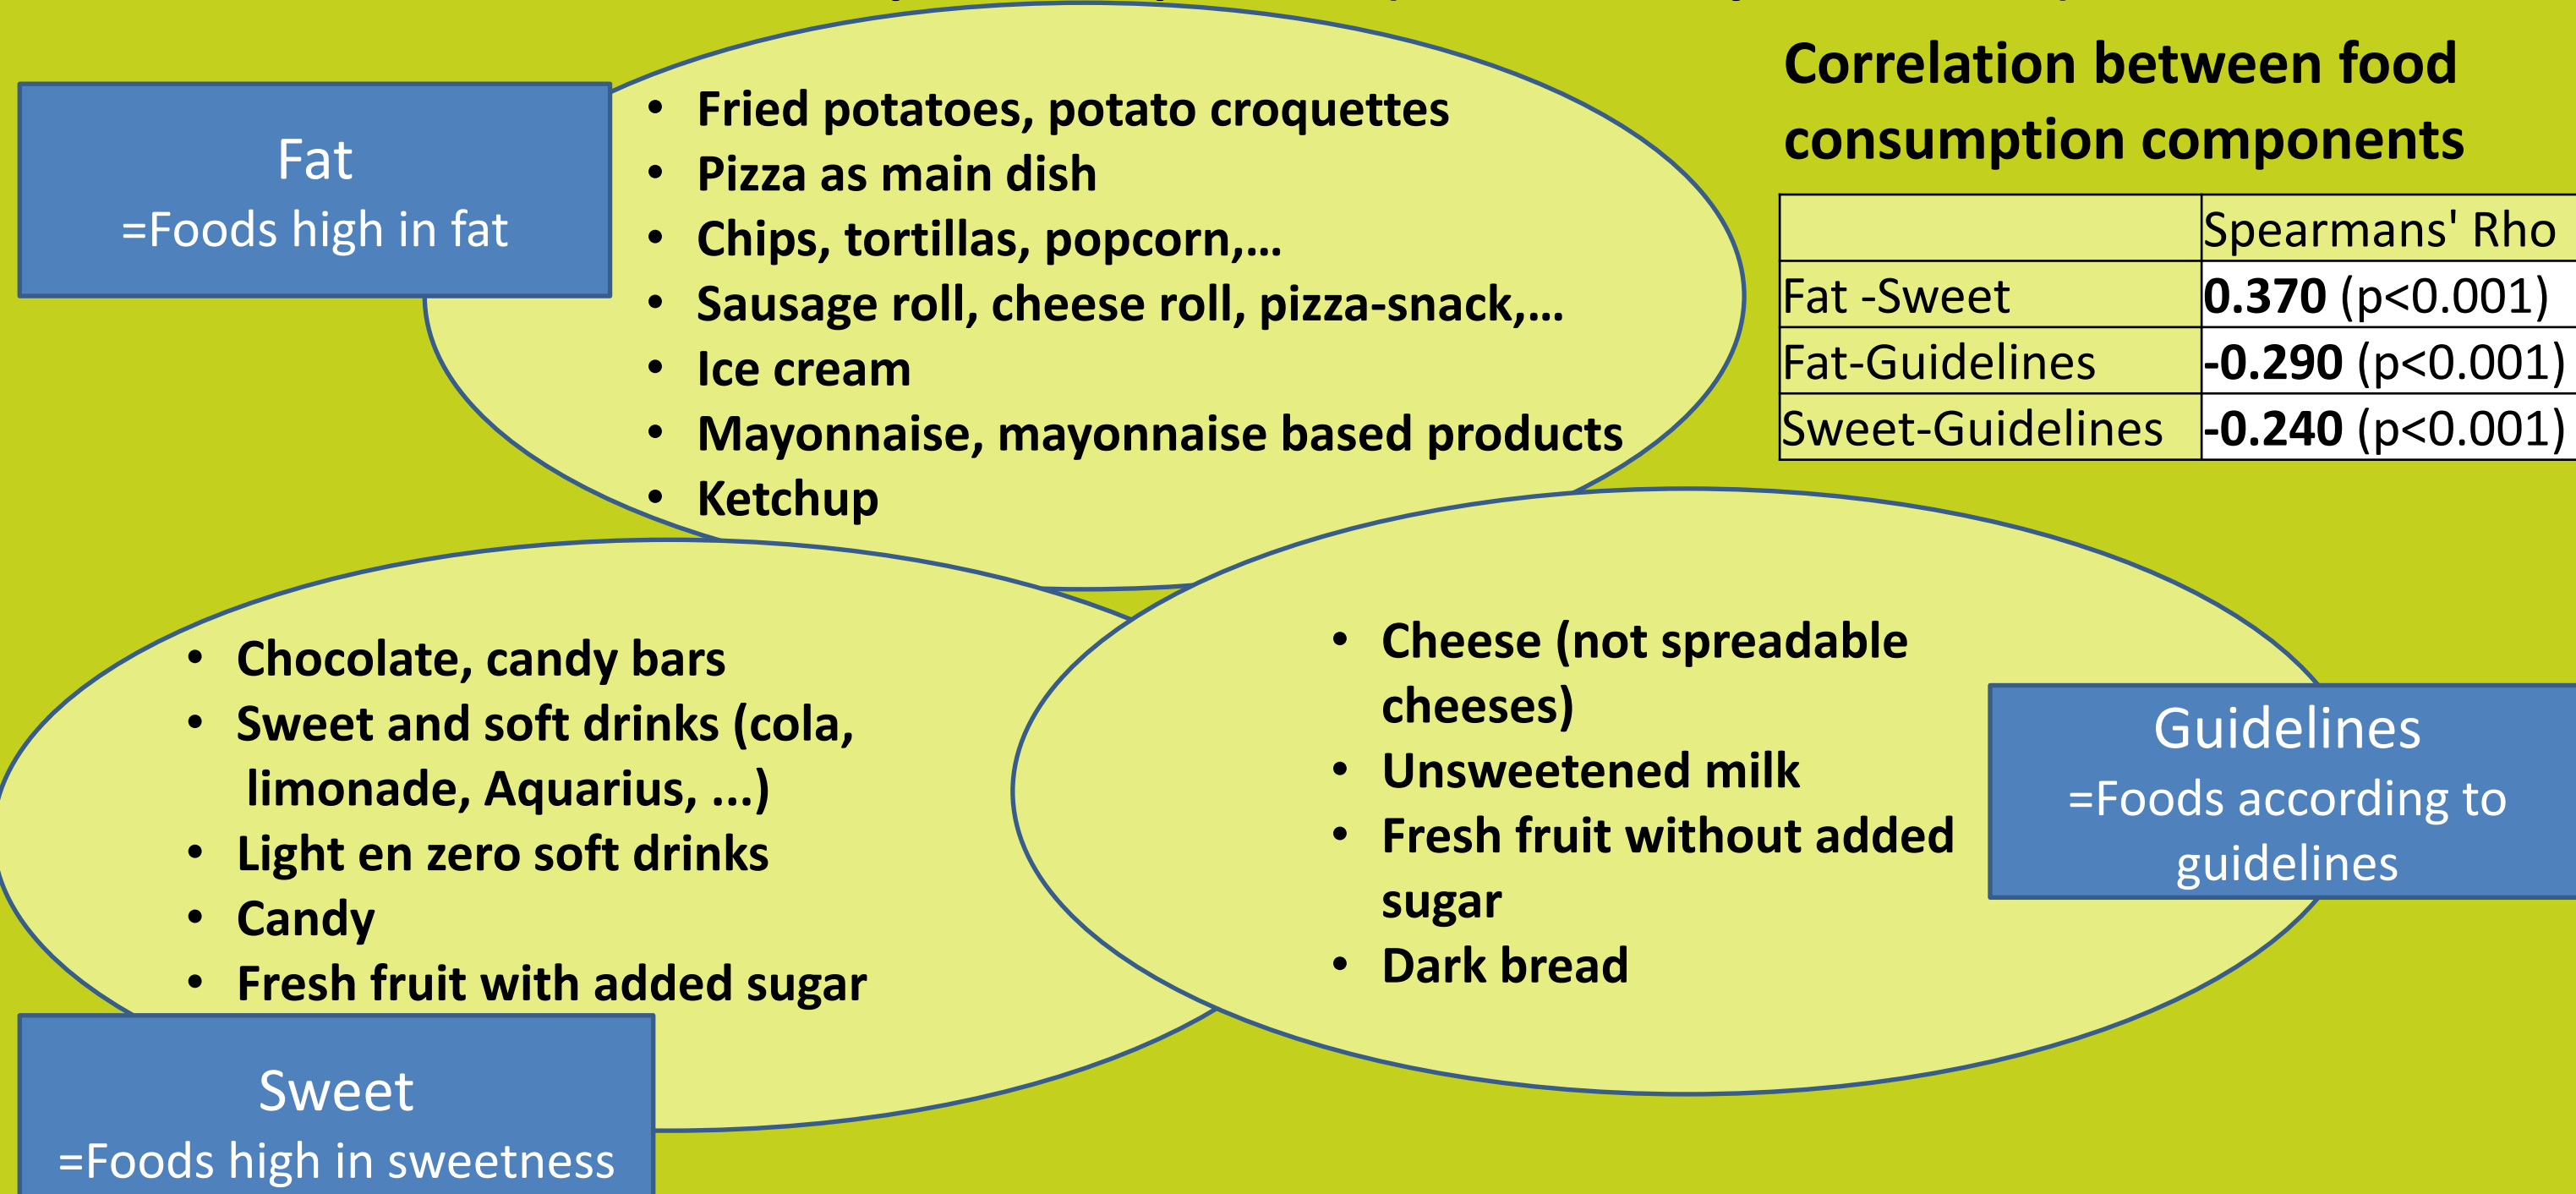 Fat
=Foods high in fat
• Fried potatoes, potato croquettes
• Pizza as main dish
• Chips, tortillas, popcorn,...
• Sausage roll, cheese roll, pizza-snack,...
• Ice cream
• Mayonnaise, mayonnaise based products
• Ketchup
Correlation between food
consumption components
Spearmans' Rho
Fat -Sweet 0.370 (p<0.001)
Fat-Guidelines -0.290 (p<0.001)
Sweet-Guidelines -0.240 (p<0.001)
• Chocolate, candy bars
• Sweet and soft drinks (cola,
limonade, Aquarius, ...)
• Light en zero soft drinks
• Candy
• Fresh fruit with added sugar
Sweet
=Foods high in sweetness
• Cheese (not spreadable
cheeses)
• Unsweetened milk
• Fresh fruit without added
sugar
• Dark bread
Guidelines
=Foods according to
guidelines